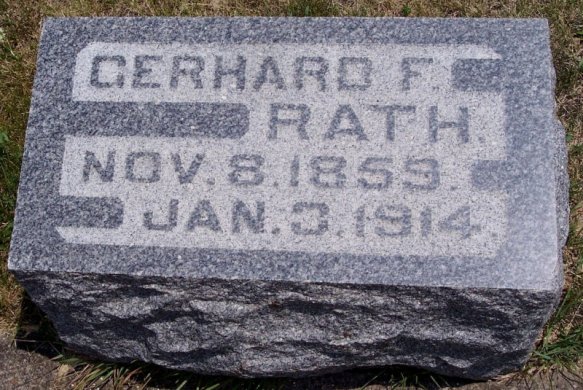 GERHARD F.
RATH.
NOV. 8. 1859.
JAN. 3. 1914